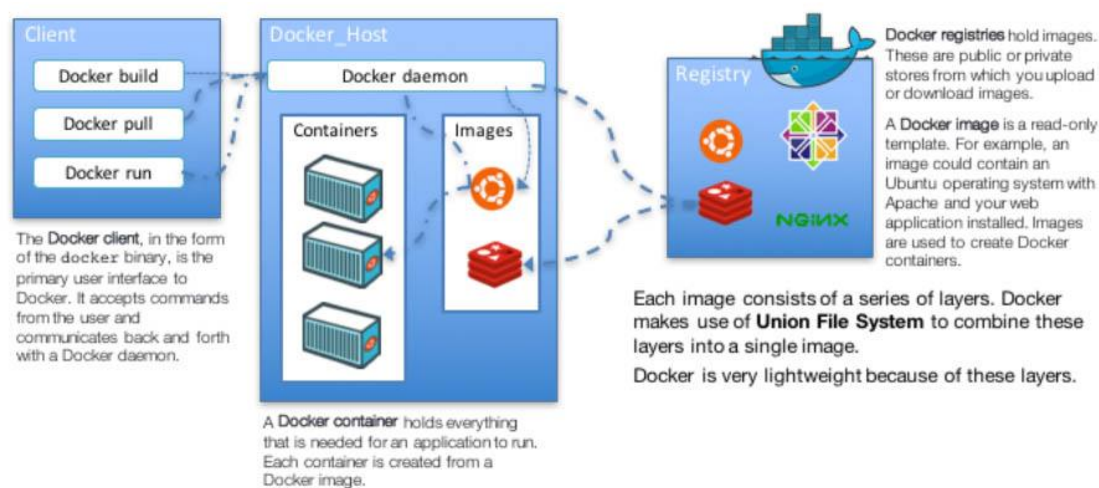 Client
Docker build
Docker pull
Docker run
The Docker client, in the form
of the docker binary, is the
primary user interface to
Docker. It accepts commands
from the user and
communicates back and forth
with a Docker daemon.
Docker_Host
Docker daemon
Containers
Images
A Docker container holds everything
that is needed for an application to run.
Each container is created from a
Docker image.
Registry
NGINX
Docker registries hold images.
These are public or private
stores from which you upload
or download images.
A Docker image is a read-only
template. For example, an
image could contain an
Ubuntu operating system with
Apache and your web
application installed. Images
are used to create Docker
containers.
Each image consists of a series of layers. Docker
makes use of Union File System to combine these
layers into a single image.
Docker is very lightweight because of these layers.